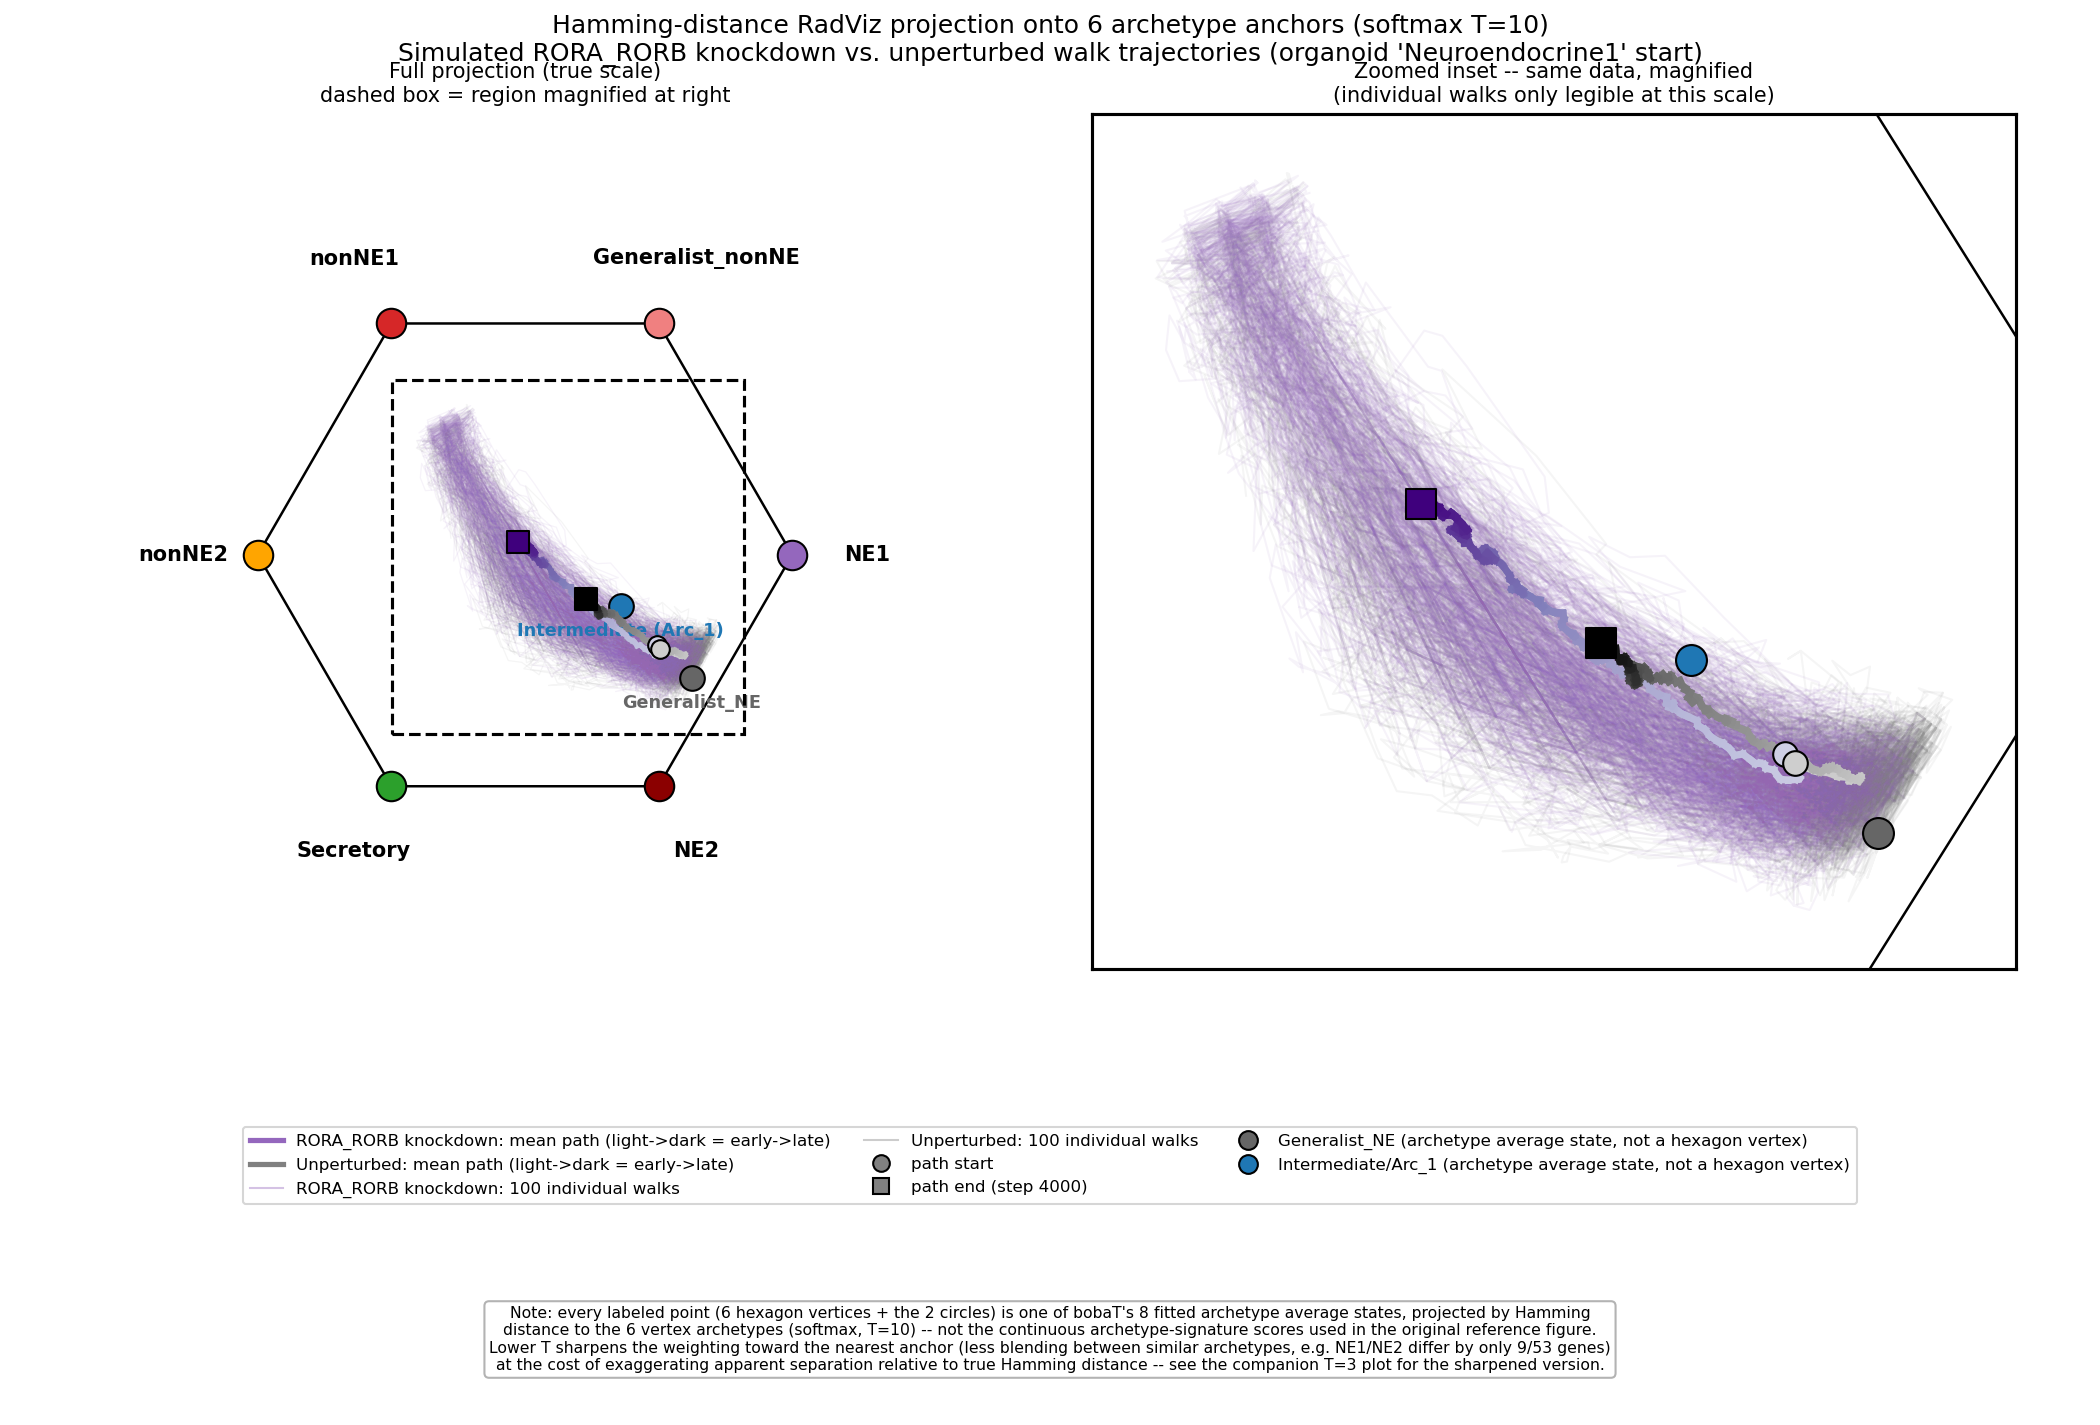 Hamming-distance RadViz projection onto 6 archetype anchors (softmax T=10)
Simulated RORA_RORB knockdown vs. unperturbed walk trajectories (organoid 'Neuroendocrine1' start)
Full projection (true scale)
dashed box = region magnified at right
Zoomed inset -- same data, magnified
(individual walks only legible at this scale)
nonNE1
Generalist_nonNE
nonNE2
NE1
Intermediate (Arc_1)
Generalist_NE
Secretory
NE2
RORA_RORB knockdown: mean path (light->dark = early->late)
Unperturbed: mean path (light->dark = early->late)
RORA_RORB knockdown: 100 individual walks
Unperturbed: 100 individual walks
path start
path end (step 4000)
Generalist_NE (archetype average state, not a hexagon vertex)
Intermediate/Arc_1 (archetype average state, not a hexagon vertex)
Note: every labeled point (6 hexagon vertices + the 2 circles) is one of bobaT's 8 fitted archetype average states, projected by Hamming
distance to the 6 vertex archetypes (softmax, T=10) -- not the continuous archetype-signature scores used in the original reference figure.
Lower T sharpens the weighting toward the nearest anchor (less blending between similar archetypes, e.g. NE1/NE2 differ by only 9/53 genes)
at the cost of exaggerating apparent separation relative to true Hamming distance -- see the companion T=3 plot for the sharpened version.